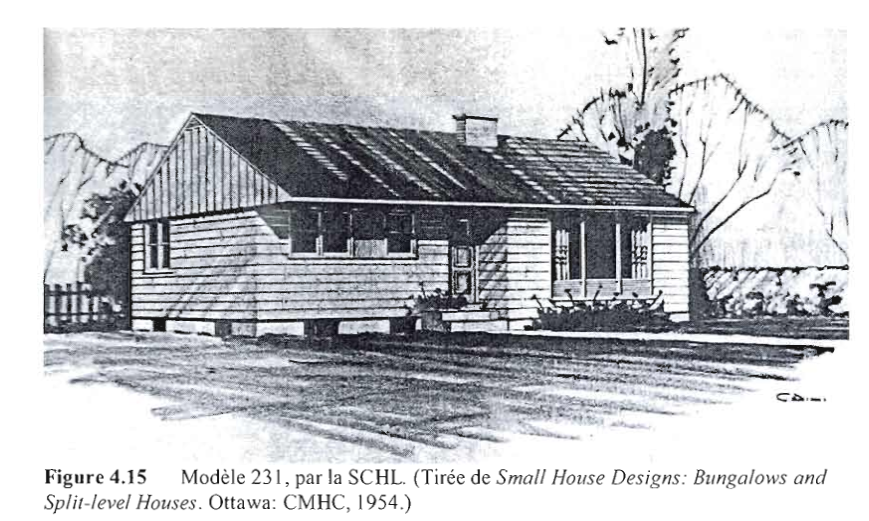 Figure 4.15 Modèle 231, par la SCHL. (Tirée de Small House Designs: Bungalows and
Split-level Houses. Ottawa: CMHC, 1954.)